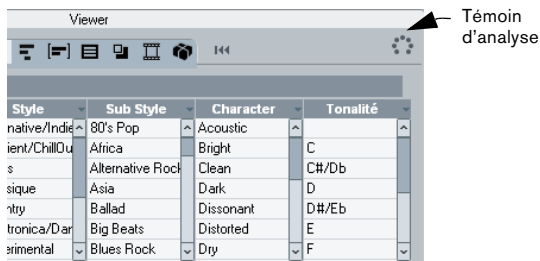 Viewer
Témoin
d'analyse
Style Sub Style Character Tonalité
native/Indie 80's Pop Acoustic
ient/ChillOu Africa Bright C
s Alternative Rock Clean C#/Db
sique Asia Dark D
ntry Ballad Dissonant D#/Eb
tronica/Dan Big Beats Distorted E
erimental Blues Rock Dry F